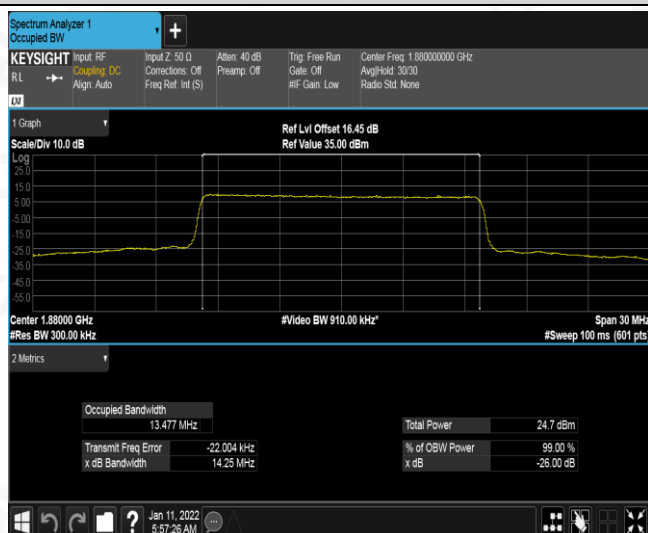 Spectrum Analyzer 1
Occupied BW
KEYSIGHT
RL
LXI
Input: RF
Coupling: DC
Align: Auto
Input Z: 50 Ω
Corrections: Off
Freq Ref: Int (S)
Atten: 40 dB
Preamp: Off
Trig: Free Run
Gate: Off
#IF Gain: Low
Center Freq: 1.880000000 GHz
Avg|Hold: 30/30
Radio Std: None
1 Graph
Scale/Div 10.0 dB
Ref Lvl Offset 16.45 dB
Ref Value 35.00 dBm
Log
25.0
15.0
5.00
-5.00
-15.0
-25.0
-35.0
-45.0
-55.0
Center 1.88000 GHz
#Res BW 300.00 kHz
#Video BW 910.00 kHz*
Span 30 MHz
#Sweep 100 ms (601 pts)
2 Metrics
Occupied Bandwidth
13.477 MHz
Transmit Freq Error -22.004 kHz
x dB Bandwidth 14.25 MHz
Total Power 24.7 dBm
% of OBW Power 99.00 %
x dB -26.00 dB
?
Jan 11, 2022
5:57:26 AM